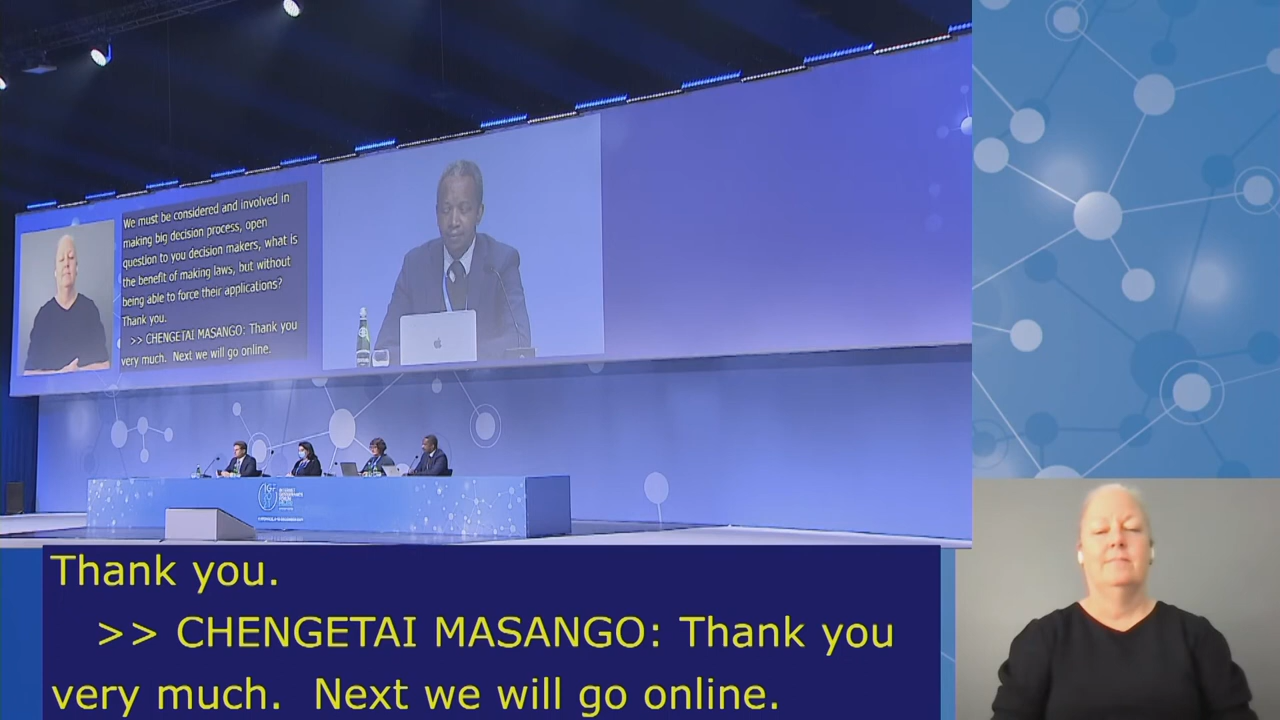 We must be considered and involved in
making big decision process, open
question to you decision makers, what is
the benefit of making laws, but without
being able to force their applications?
Thank you.
>> CHENGETAI MASANGO: Thank you
very much. Next we will go online.
INTERNET
GOVERNANCE
FORUM
Thank you.
>> CHENGETAI MASANGO: Thank you
very much. Next we will go online.